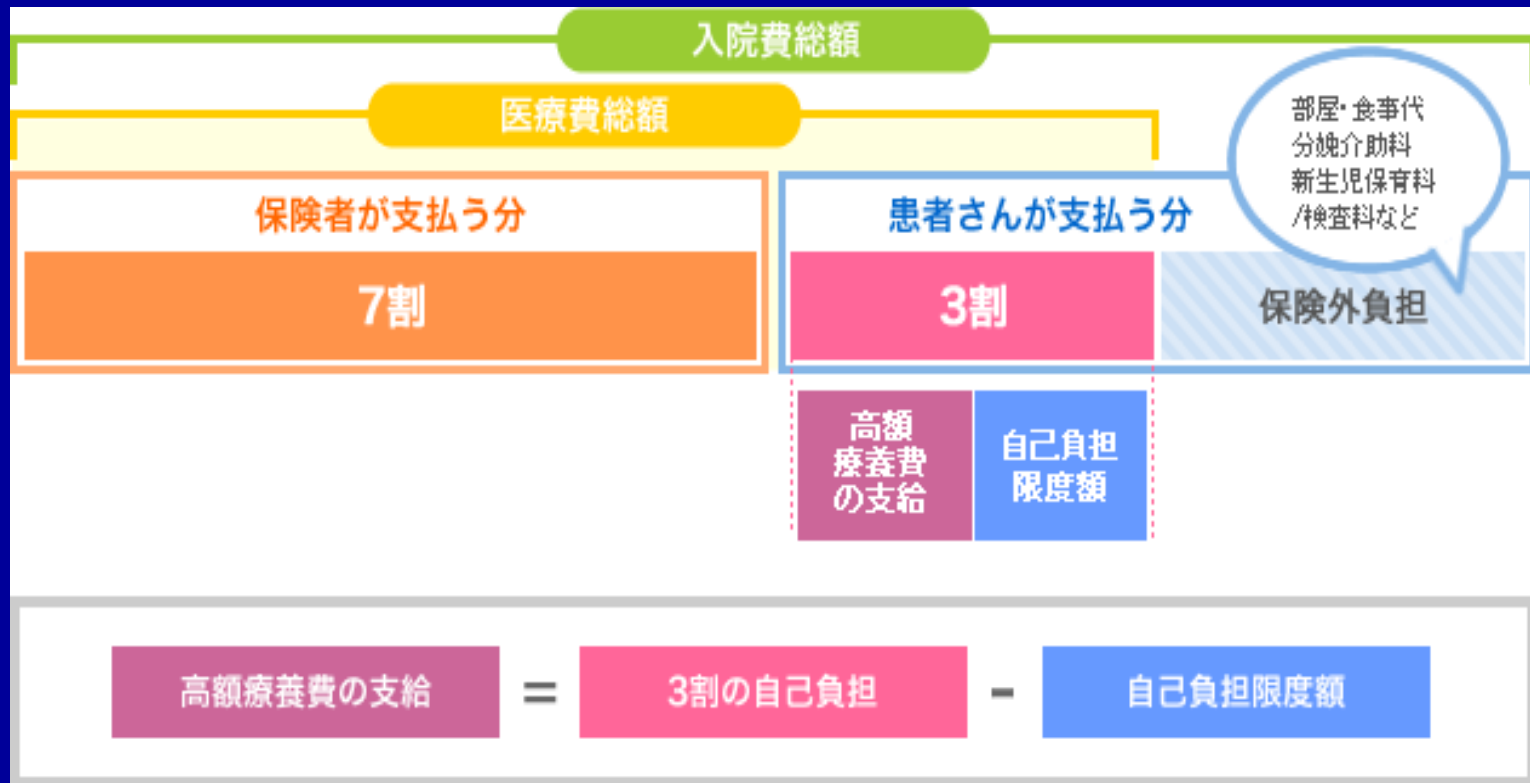 入院費総額
医療費総額
部屋・食事代
分娩介助科
新生児保育科
/検査科など
保険者が支払う分
患者さんが支払う分
7割
3割
保険外負担
高額
療養費
の支給
自己負担
限度額
高額療養費の支給 = 3割の自己負担 - 自己負担限度額